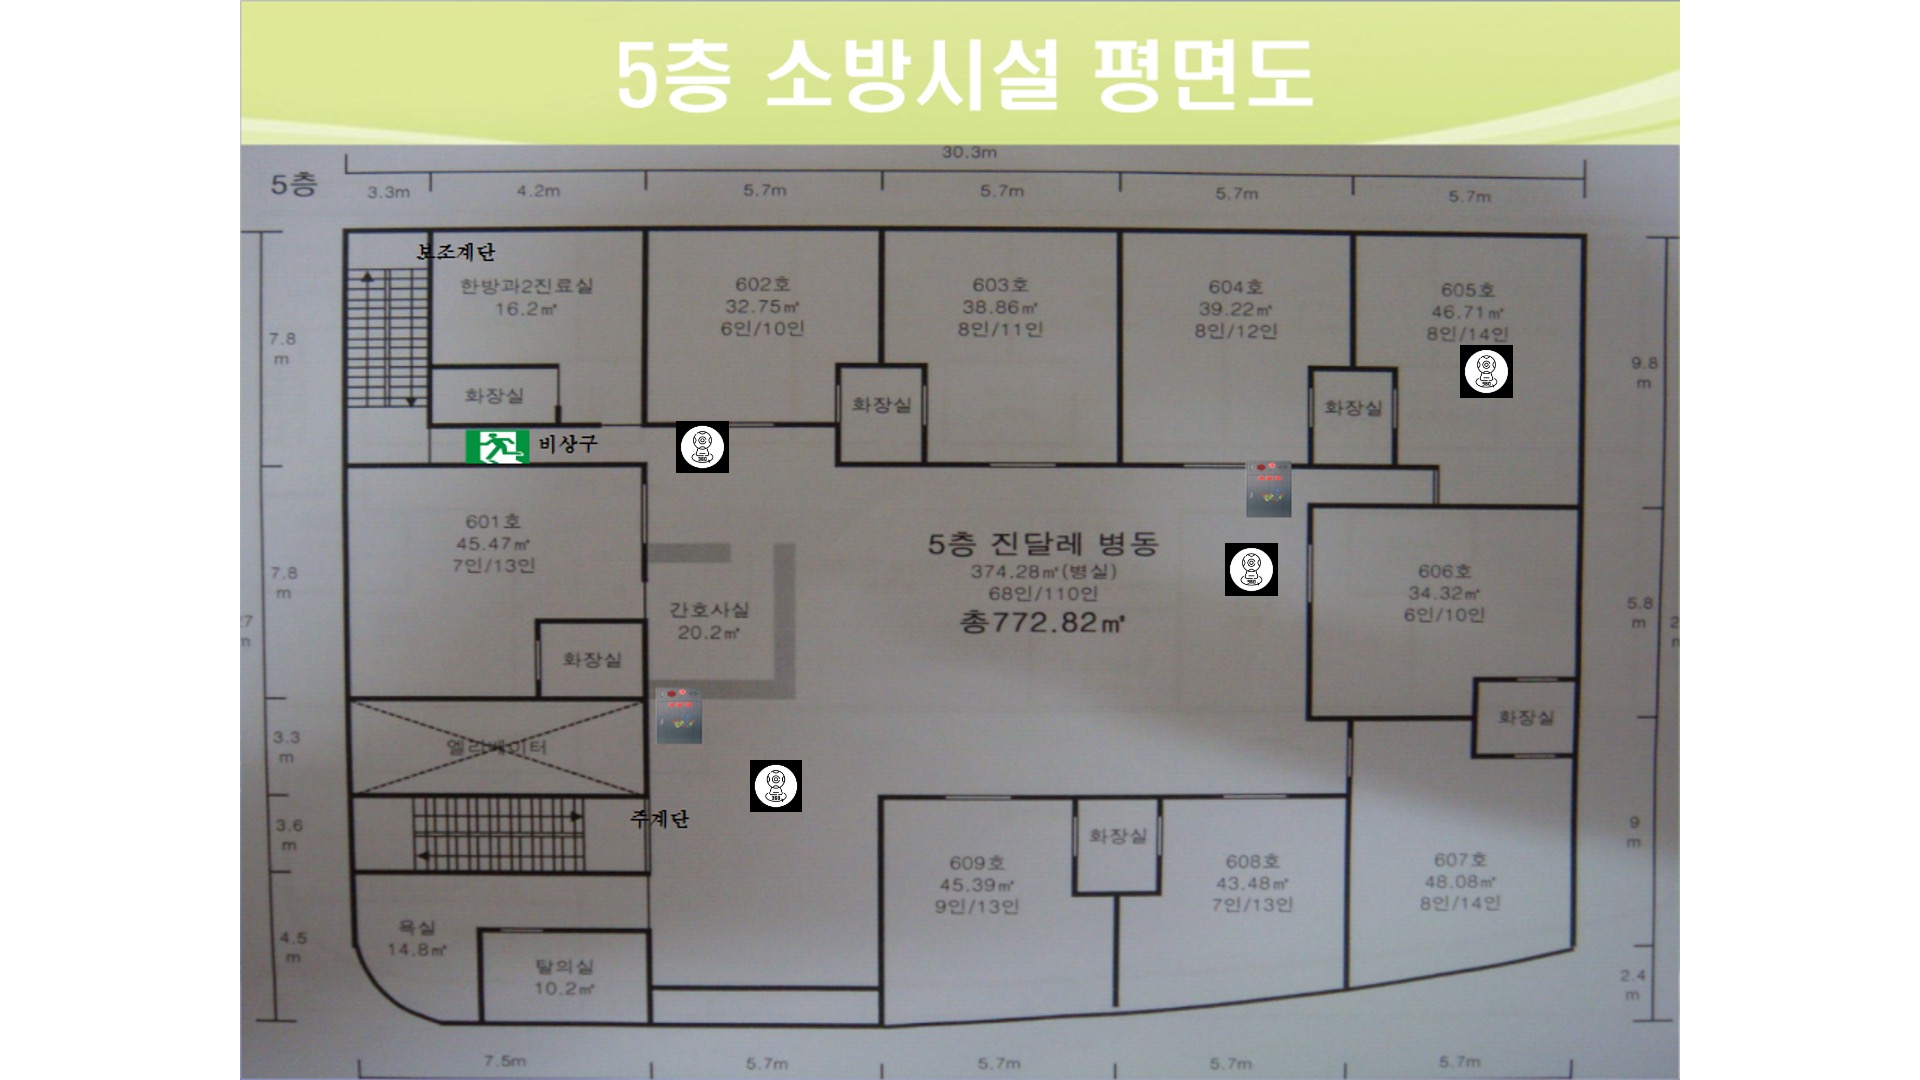 5층 소방시설 평면도
30.3m
5층
3.3m
4.2m
5.7m
5.7m
5.7m
5.7m
보조계단
한방과2진료실
16.2㎡
602호
32.75㎡
6인/10인
603호
38.86㎡
8인/11인
604호
39.22㎡
8인/12인
605호
46.71㎡
8인/14인
7.8
m
9.8
m
화장실
화장실
화장실
비상구
601호
45.47㎡
7인/13인
5층 진달레 병동
374.28㎡(병실)
68인/110인
총772.82㎡
606호
34.32㎡
6인/10인
7.8
m
간호사실
20.2㎡
5.8
m
화장실
화장실
엘리베이터
3.3
m
주계단
3.6
m
화장실
609호
45.39㎡
9인/13인
608호
43.48㎡
7인/13인
607호
48.08㎡
8인/14인
9
m
욕실
14.8㎡
탈의실
10.2㎡
4.5
m
2.4
m
7.5m
5.7m
5.7m
5.7m
5.7m